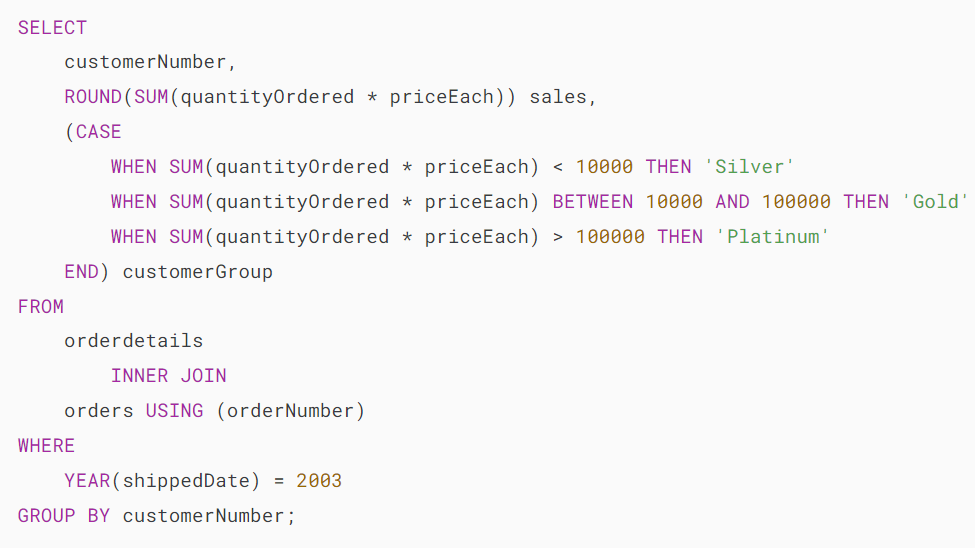 SELECT
    customerNumber,
    ROUND(SUM(quantityOrdered * priceEach)) sales,
    (CASE
        WHEN SUM(quantityOrdered * priceEach) < 10000 THEN 'Silver'
        WHEN SUM(quantityOrdered * priceEach) BETWEEN 10000 AND 100000 THEN 'Gold'
        WHEN SUM(quantityOrdered * priceEach) > 100000 THEN 'Platinum'
    END) customerGroup
FROM
    orderdetails
        INNER JOIN
    orders USING (orderNumber)
WHERE
    YEAR(shippedDate) = 2003
GROUP BY customerNumber;